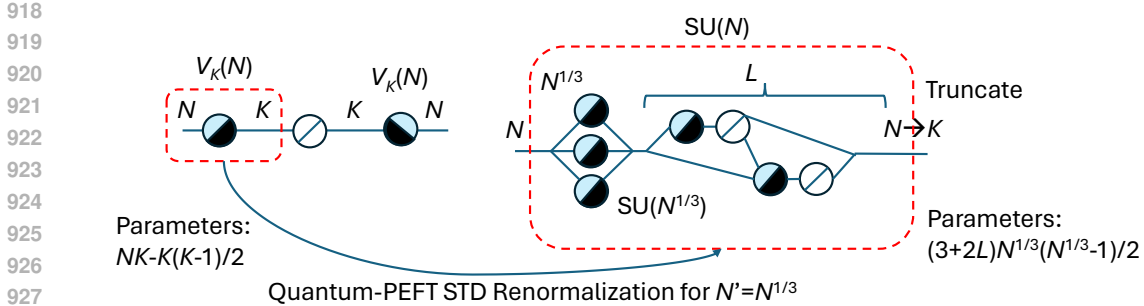 918
919
920
921
922
923
924
925
926
927
V_K(N)
N K K N
V_K(N)
Parameters:
NK-K(K-1)/2
SU(N)
N^{1/3}
L
Truncate
N
N→K
SU(N^{1/3})
Parameters:
(3+2L)N^{1/3}(N^{1/3}-1)/2
Quantum-PEFT STD Renormalization for N'=N^{1/3}